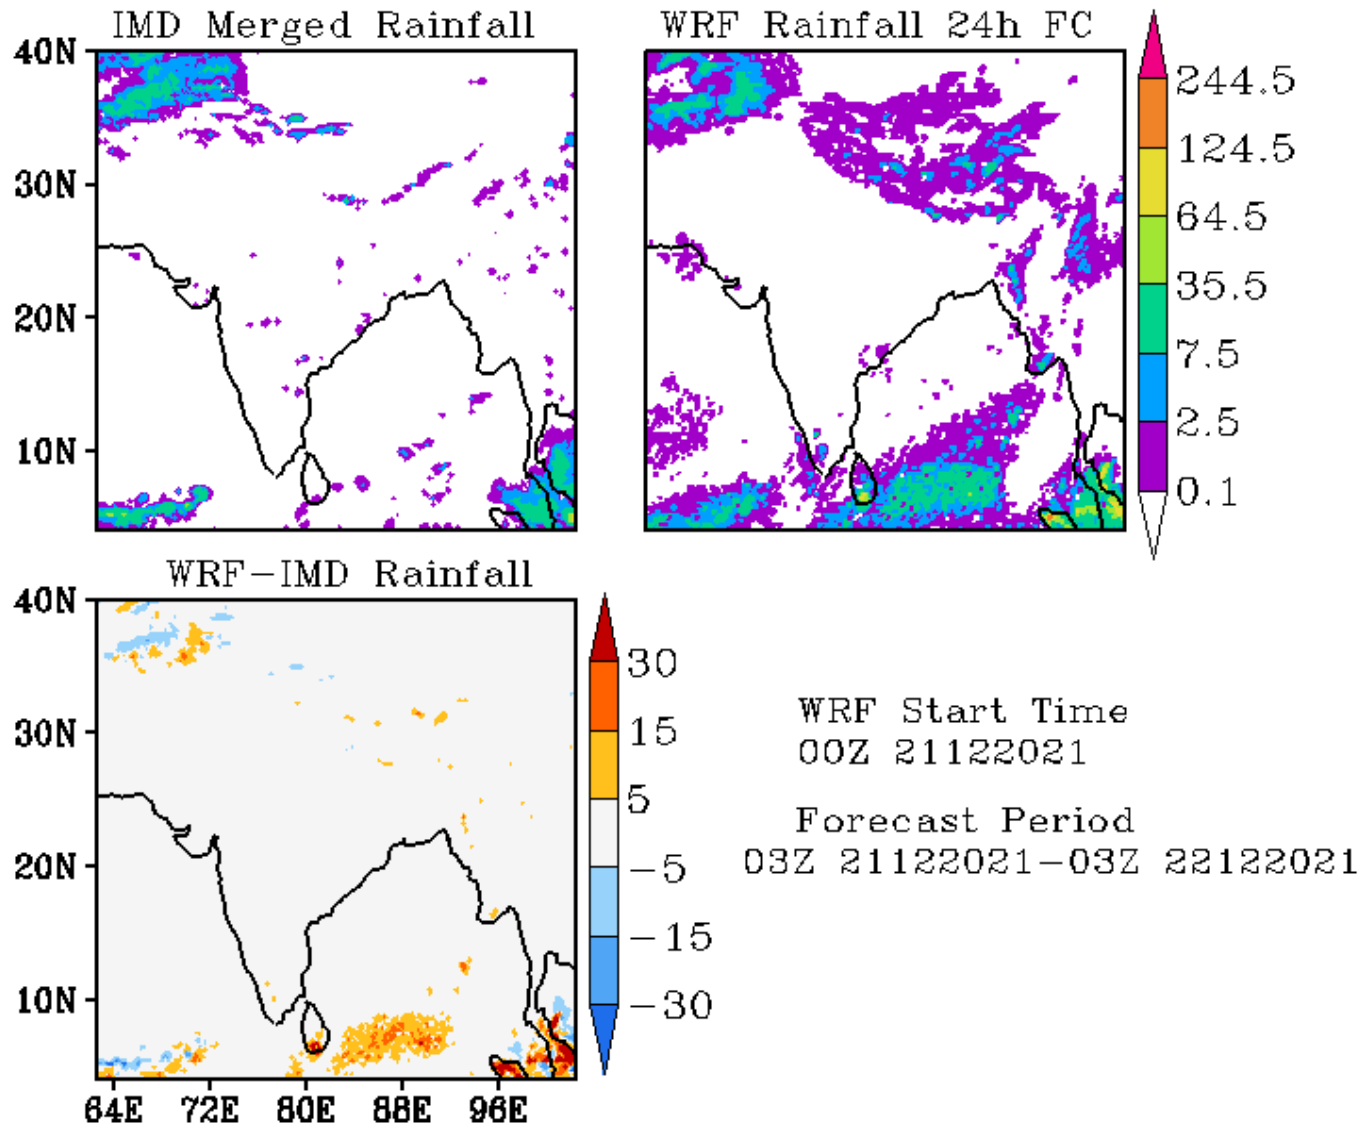 IMD Merged Rainfall
WRF Rainfall 24h FC
40N
30N
20N
10N
244.5
124.5
64.5
35.5
7.5
2.5
0.1
WRF-IMD Rainfall
40N
30N
20N
10N
64E 72E 80E 88E 96E
30
15
5
-5
-15
-30
WRF Start Time
00Z 21122021
Forecast Period
03Z 21122021-03Z 22122021